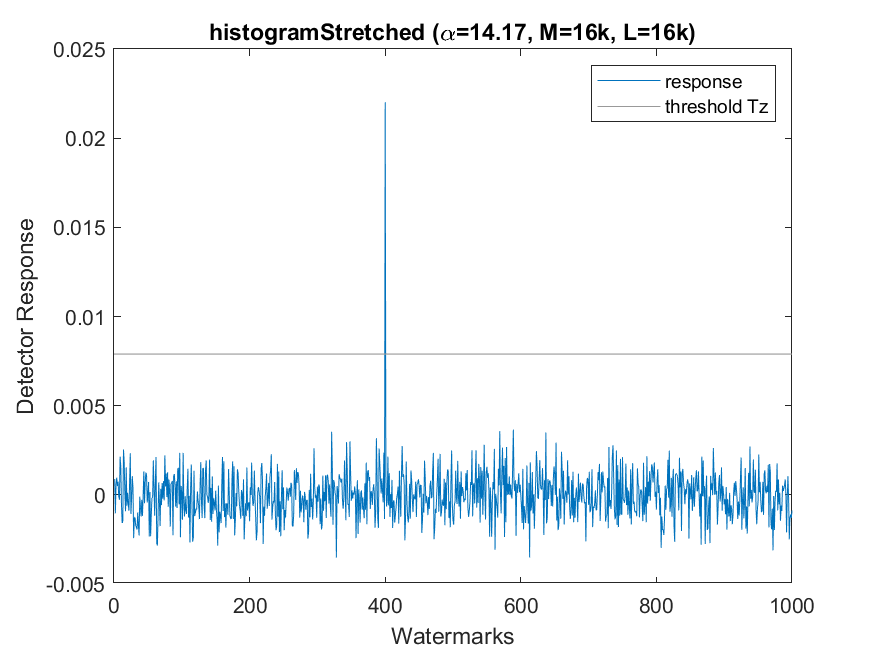 histogramStretched (α=14.17, M=16k, L=16k)
0.025
0.02
0.015
0.01
0.005
0
-0.005
Detector Response
response
threshold Tz
0 200 400 600 800 1000
Watermarks